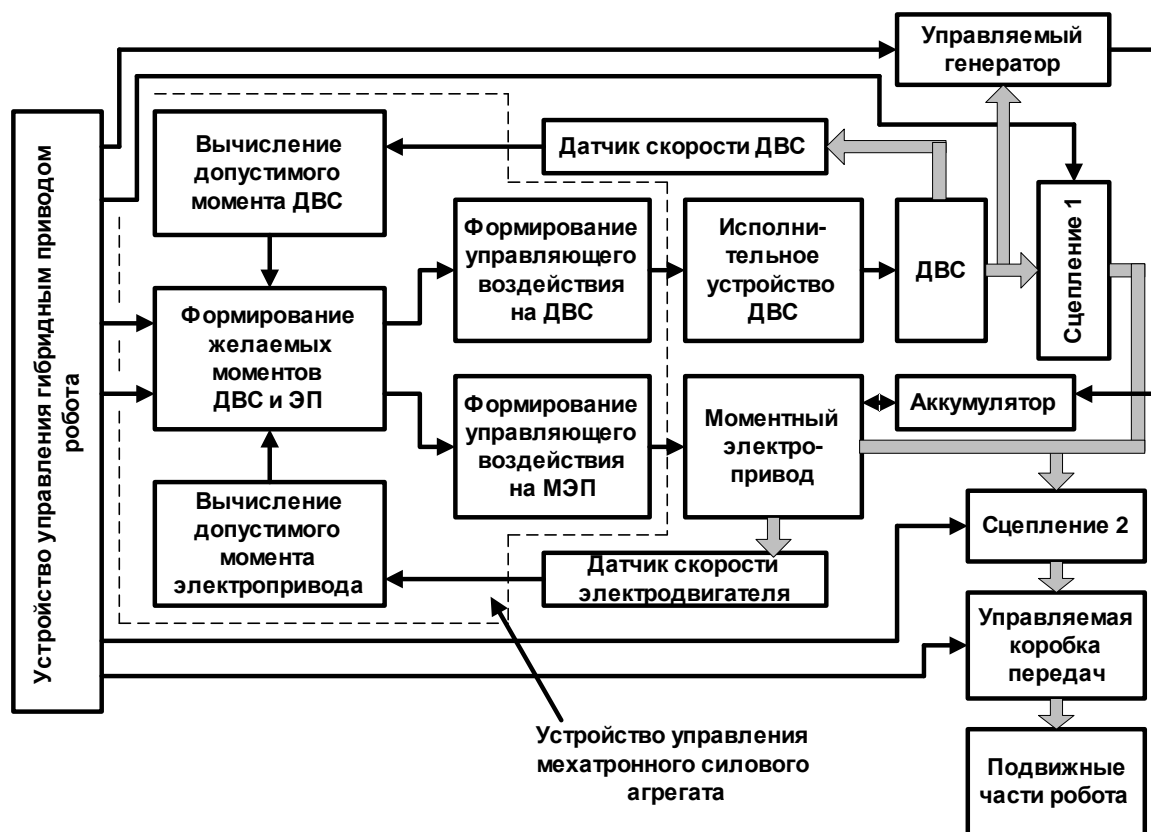 Управляемый
генератор
Устройство управления гибридным приводом
робота
Вычисление
допустимого
момента ДВС
Датчик скорости ДВС
Формирование
управляющего
воздействия
на ДВС
Исполни-
тельное
устройство
ДВС
ДВС
Сцепление 1
Формирование
желаемых
моментов
ДВС и ЭП
Формирование
управляющего
воздействия
на МЭП
Моментный
электро-
привод
Аккумулятор
Вычисление
допустимого
момента
электропривода
Датчик скорости
электродвигателя
Сцепление 2
Управляемая
коробка
передач
Устройство управления
мехатронного силового
агрегата
Подвижные
части робота